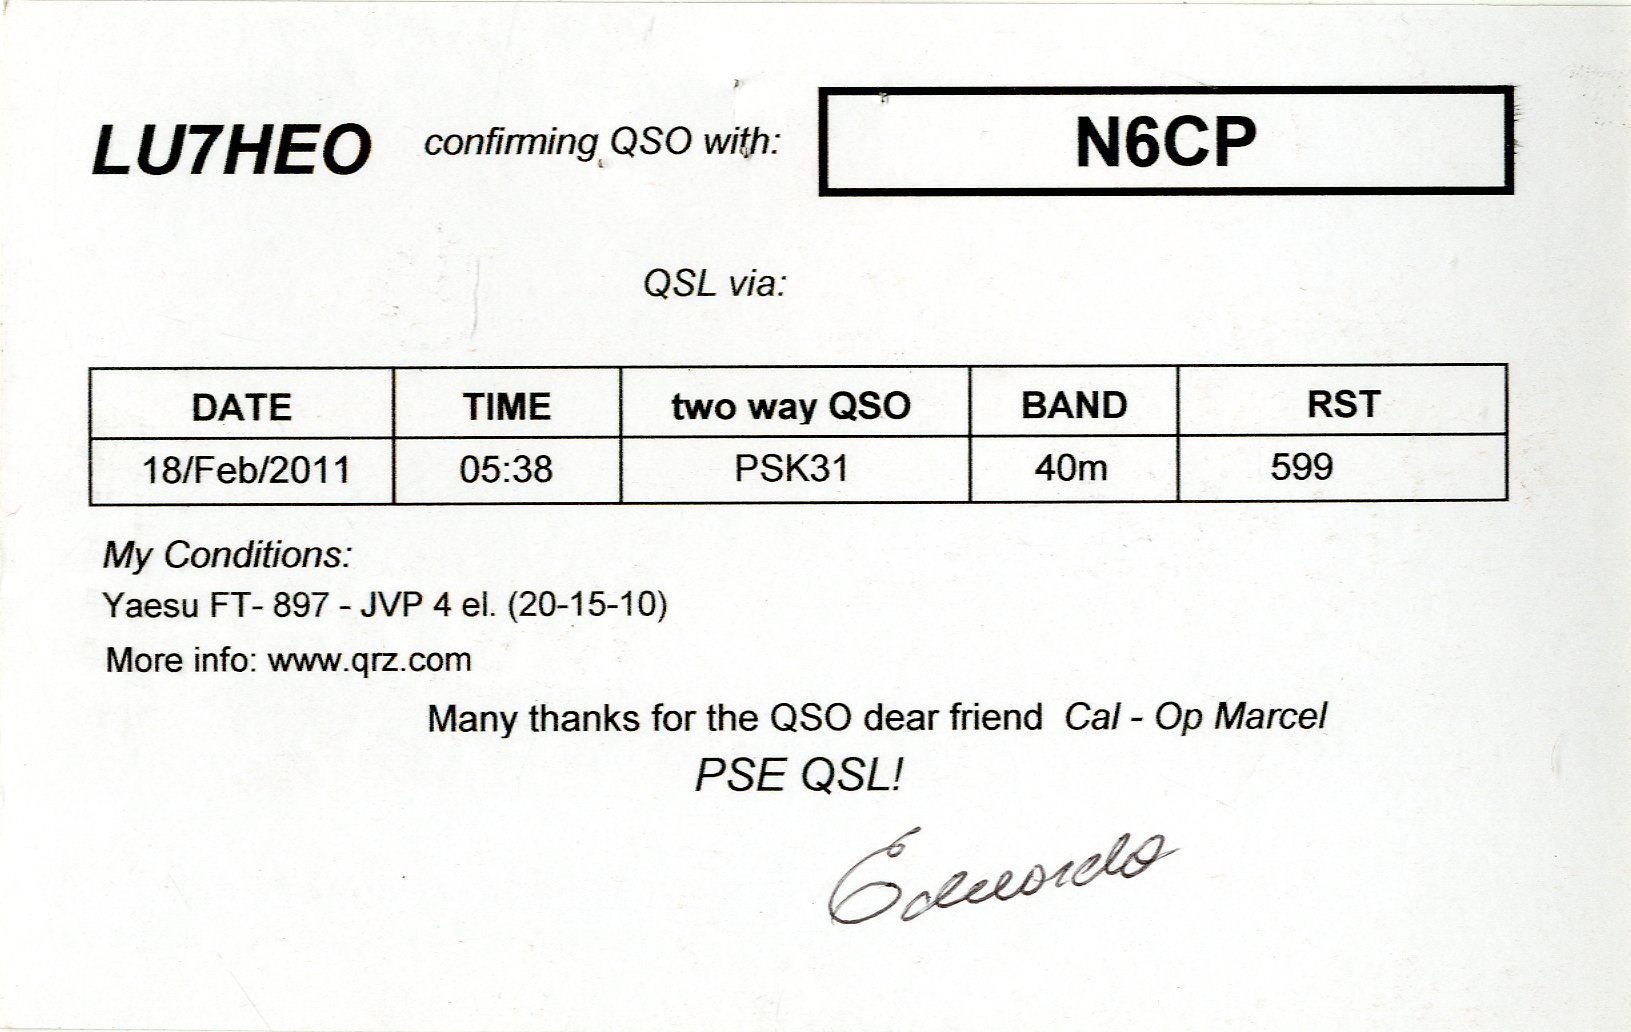 LU7HEO confirming QSO with: N6CP
QSL via:
DATE TIME two way QSO BAND RST
18/Feb/2011 05:38 PSK31 40m 599
My Conditions:
Yaesu FT- 897 - JVP 4 el. (20-15-10)
More info: www.qrz.com
Many thanks for the QSO dear friend Cal - Op Marcel
PSE QSL!
Eduardo